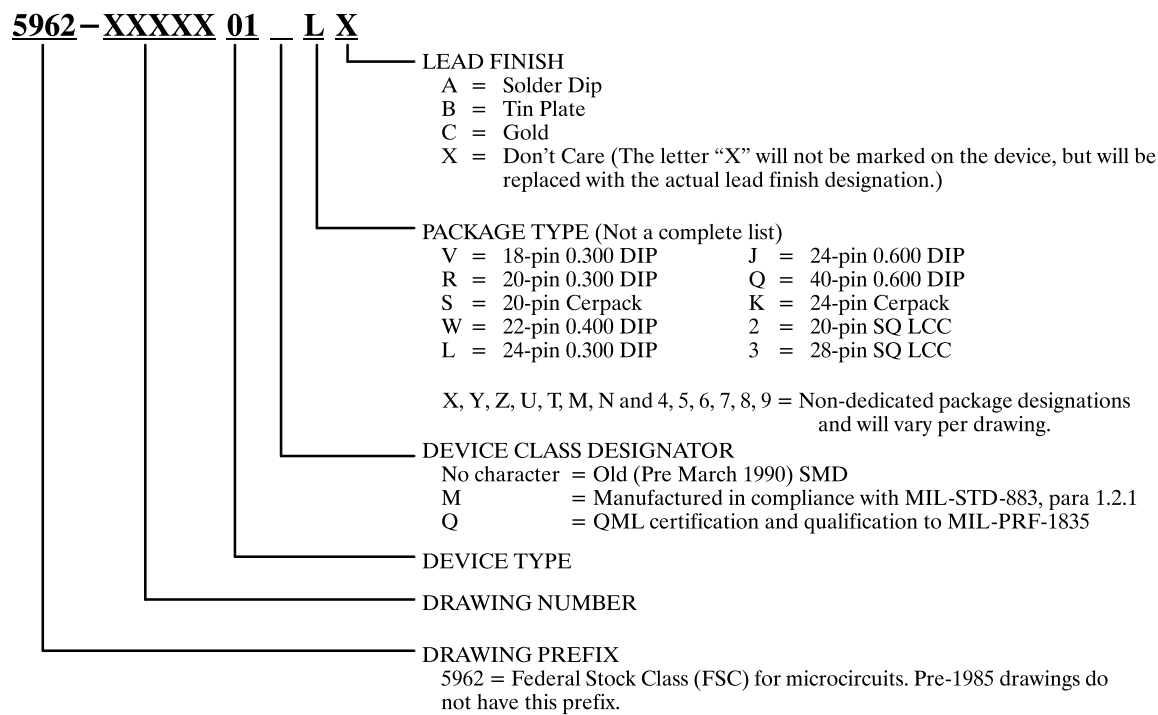 5962–XXXXX 01 _ L X
LEAD FINISH
A = Solder Dip
B = Tin Plate
C = Gold
X = Don't Care (The letter “X” will not be marked on the device, but will be
replaced with the actual lead finish designation.)
PACKAGE TYPE (Not a complete list)
V = 18-pin 0.300 DIP J = 24-pin 0.600 DIP
R = 20-pin 0.300 DIP Q = 40-pin 0.600 DIP
S = 20-pin Cerpack K = 24-pin Cerpack
W = 22-pin 0.400 DIP 2 = 20-pin SQ LCC
L = 24-pin 0.300 DIP 3 = 28-pin SQ LCC
X, Y, Z, U, T, M, N and 4, 5, 6, 7, 8, 9 = Non-dedicated package designations
and will vary per drawing.
DEVICE CLASS DESIGNATOR
No character = Old (Pre March 1990) SMD
M = Manufactured in compliance with MIL-STD-883, para 1.2.1
Q = QML certification and qualification to MIL-PRF-1835
DEVICE TYPE
DRAWING NUMBER
DRAWING PREFIX
5962 = Federal Stock Class (FSC) for microcircuits. Pre-1985 drawings do
not have this prefix.